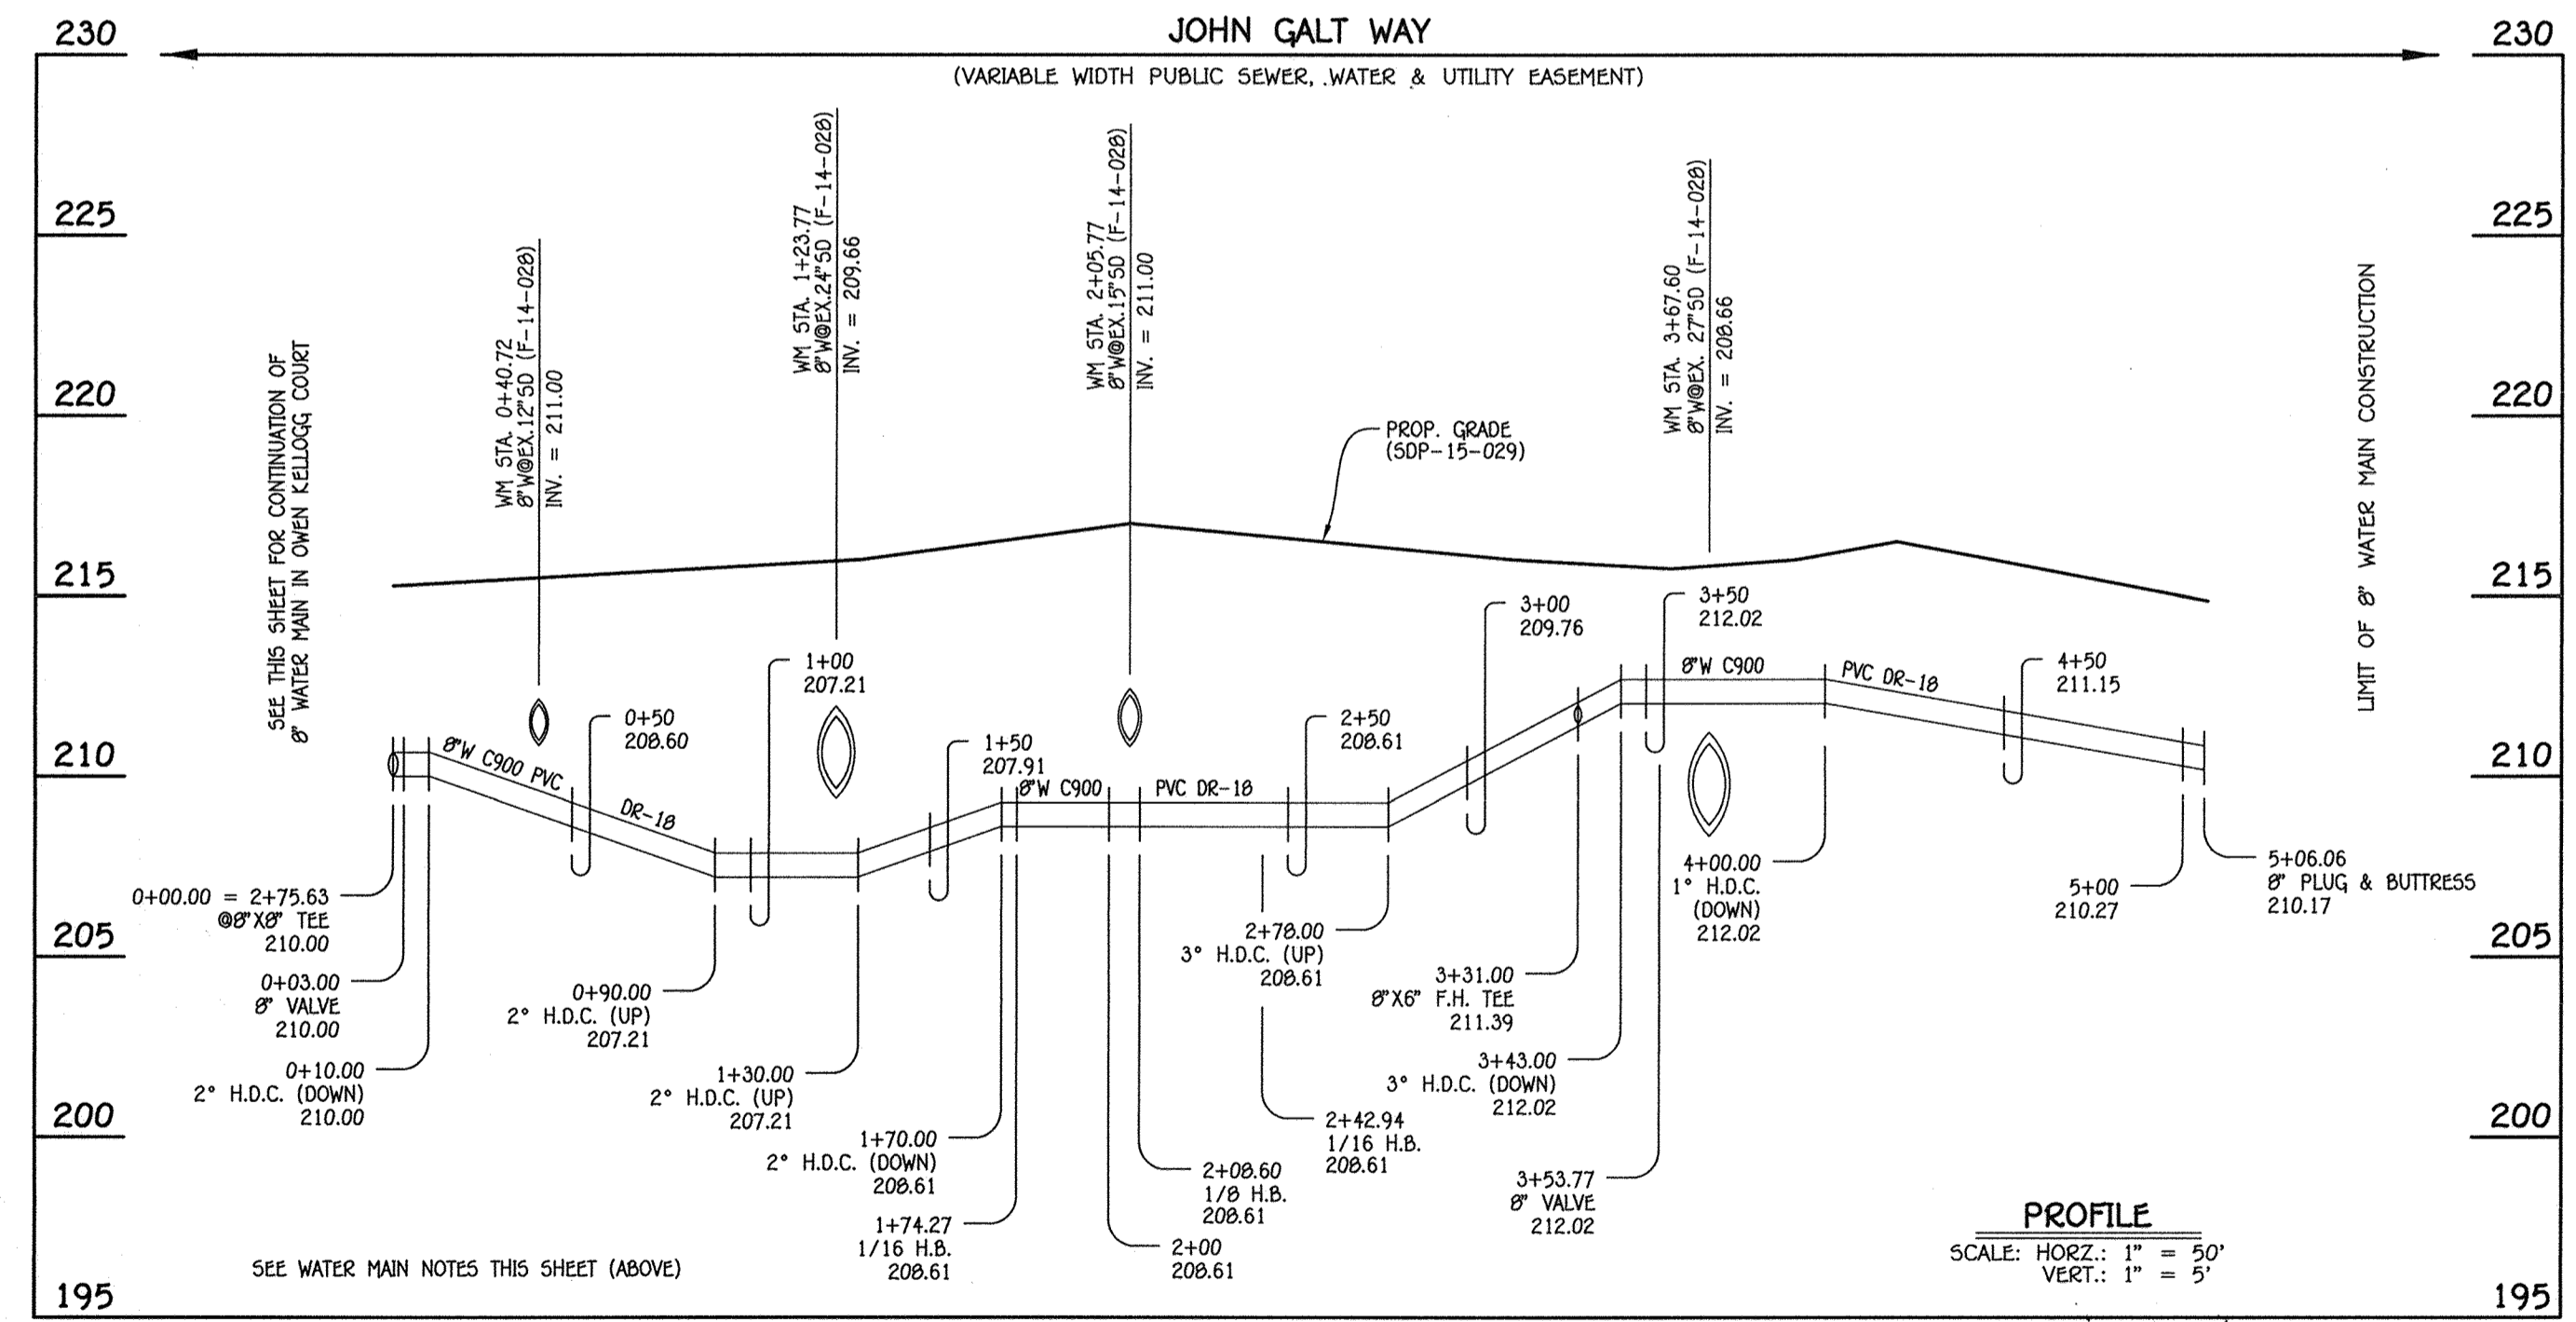 JOHN GALT WAY
(VARIABLE WIDTH PUBLIC SEWER, WATER & UTILITY EASEMENT)
230
225
220
215
210
205
200
195
230
225
220
215
210
205
200
195
SEE THIS SHEET FOR CONTINUATION OF
8" WATER MAIN IN OWEN KELLOGG COURT
WM STA. 0+40.72
8"W@EX.12"SD (F-14-028)
INV. = 211.00
WM STA. 1+23.77
8"W@EX.24"SD (F-14-028)
INV. = 209.66
WM STA. 2+05.77
8"W@EX.15"SD (F-14-028)
INV. = 211.00
WM STA. 3+67.60
8"W@EX. 27"SD (F-14-028)
INV. = 208.66
LIMIT OF 8" WATER MAIN CONSTRUCTION
PROP. GRADE
(SDP-15-029)
8"W C900 PVC
DR-18
8"W C900
PVC DR-18
8"W C900
PVC DR-18
0+50
208.60
1+00
207.21
1+50
207.91
2+50
208.61
3+00
209.76
3+50
212.02
4+50
211.15
0+00.00 = 2+75.63
@8"X8" TEE
210.00
0+03.00
8" VALVE
210.00
0+10.00
2° H.D.C. (DOWN)
210.00
0+90.00
2° H.D.C. (UP)
207.21
1+30.00
2° H.D.C. (UP)
207.21
1+70.00
2° H.D.C. (DOWN)
208.61
1+74.27
1/16 H.B.
208.61
2+00
208.61
2+08.60
1/8 H.B.
208.61
2+42.94
1/16 H.B.
208.61
2+78.00
3° H.D.C. (UP)
208.61
3+31.00
8"X6" F.H. TEE
211.39
3+43.00
3° H.D.C. (DOWN)
212.02
3+53.77
8" VALVE
212.02
4+00.00
1° H.D.C.
(DOWN)
212.02
5+00
210.27
5+06.06
8" PLUG & BUTTRESS
210.17
SEE WATER MAIN NOTES THIS SHEET (ABOVE)
PROFILE
SCALE: HORZ.: 1" = 50'
VERT.: 1" = 5'